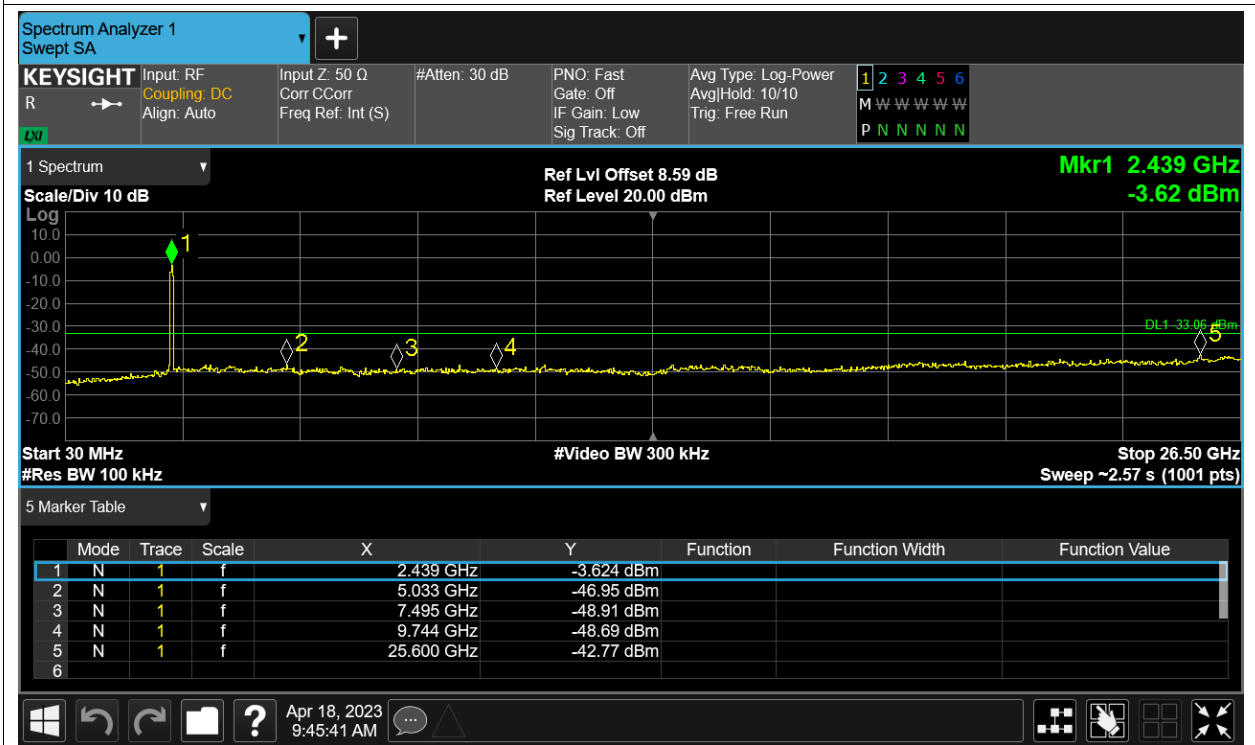 Spectrum Analyzer 1
Swept SA
KEYSIGHT Input: RF Input Z: 50 Ω #Atten: 30 dB PNO: Fast Avg Type: Log-Power 1 2 3 4 5 6
R Coupling: DC Corr CCorr Gate: Off Avg|Hold: 10/10 M W W W W W
Align: Auto Freq Ref: Int (S) IF Gain: Low Trig: Free Run
LXI Sig Track: Off P N N N N N
1 Spectrum Ref Lvl Offset 8.59 dB Mkr1 2.439 GHz
Scale/Div 10 dB Ref Level 20.00 dBm -3.62 dBm
Log
10.0
0.00
-10.0
-20.0
-30.0
-40.0
-50.0
-60.0
-70.0
1
2
3
4
DL1 -33.06 dBm
5
Start 30 MHz #Video BW 300 kHz Stop 26.50 GHz
#Res BW 100 kHz Sweep ~2.57 s (1001 pts)
5 Marker Table
Mode Trace Scale X Y Function Function Width Function Value
1 N 1 f 2.439 GHz -3.624 dBm
2 N 1 f 5.033 GHz -46.95 dBm
3 N 1 f 7.495 GHz -48.91 dBm
4 N 1 f 9.744 GHz -48.69 dBm
5 N 1 f 25.600 GHz -42.77 dBm
6
? Apr 18, 2023
9:45:41 AM